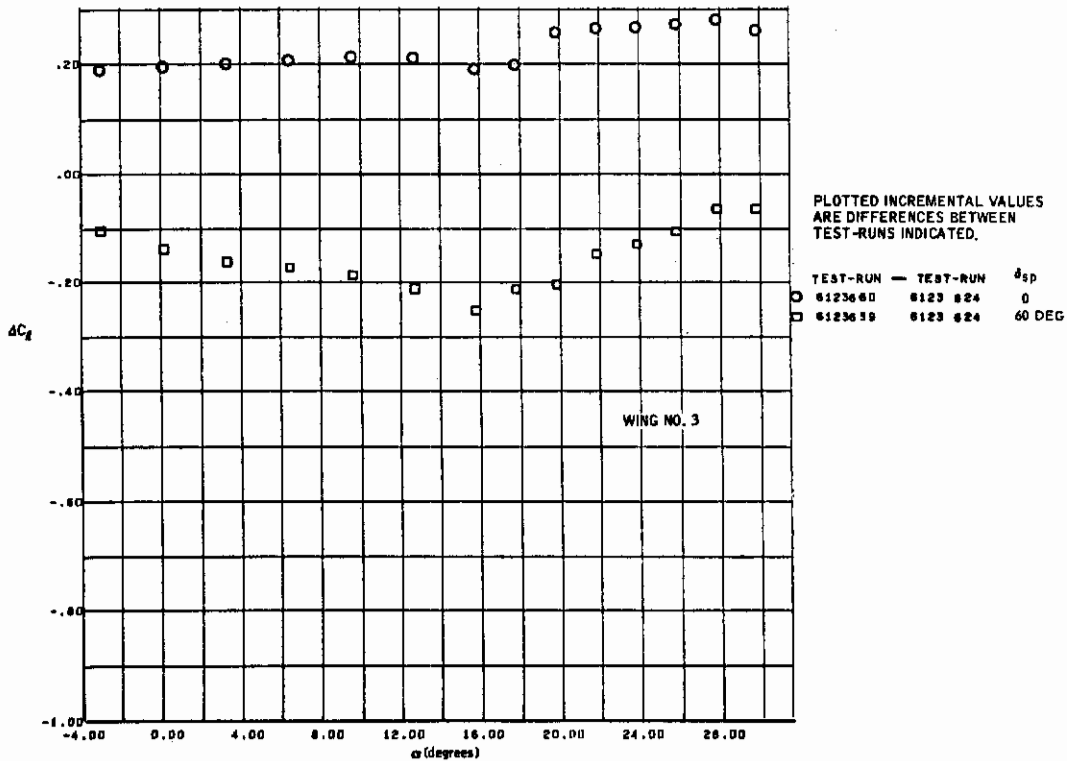 .20
.00
-.20
ΔCℓ
-.40
-.60
-.80
-1.00
-4.00 0.00 4.00 8.00 12.00 16.00 20.00 24.00 28.00
α (degrees)
WING NO. 3
PLOTTED INCREMENTAL VALUES
ARE DIFFERENCES BETWEEN
TEST-RUNS INDICATED.
TEST-RUN — TEST-RUN δsp
6123660 6123 624 0
6123659 6123 624 60 DEG